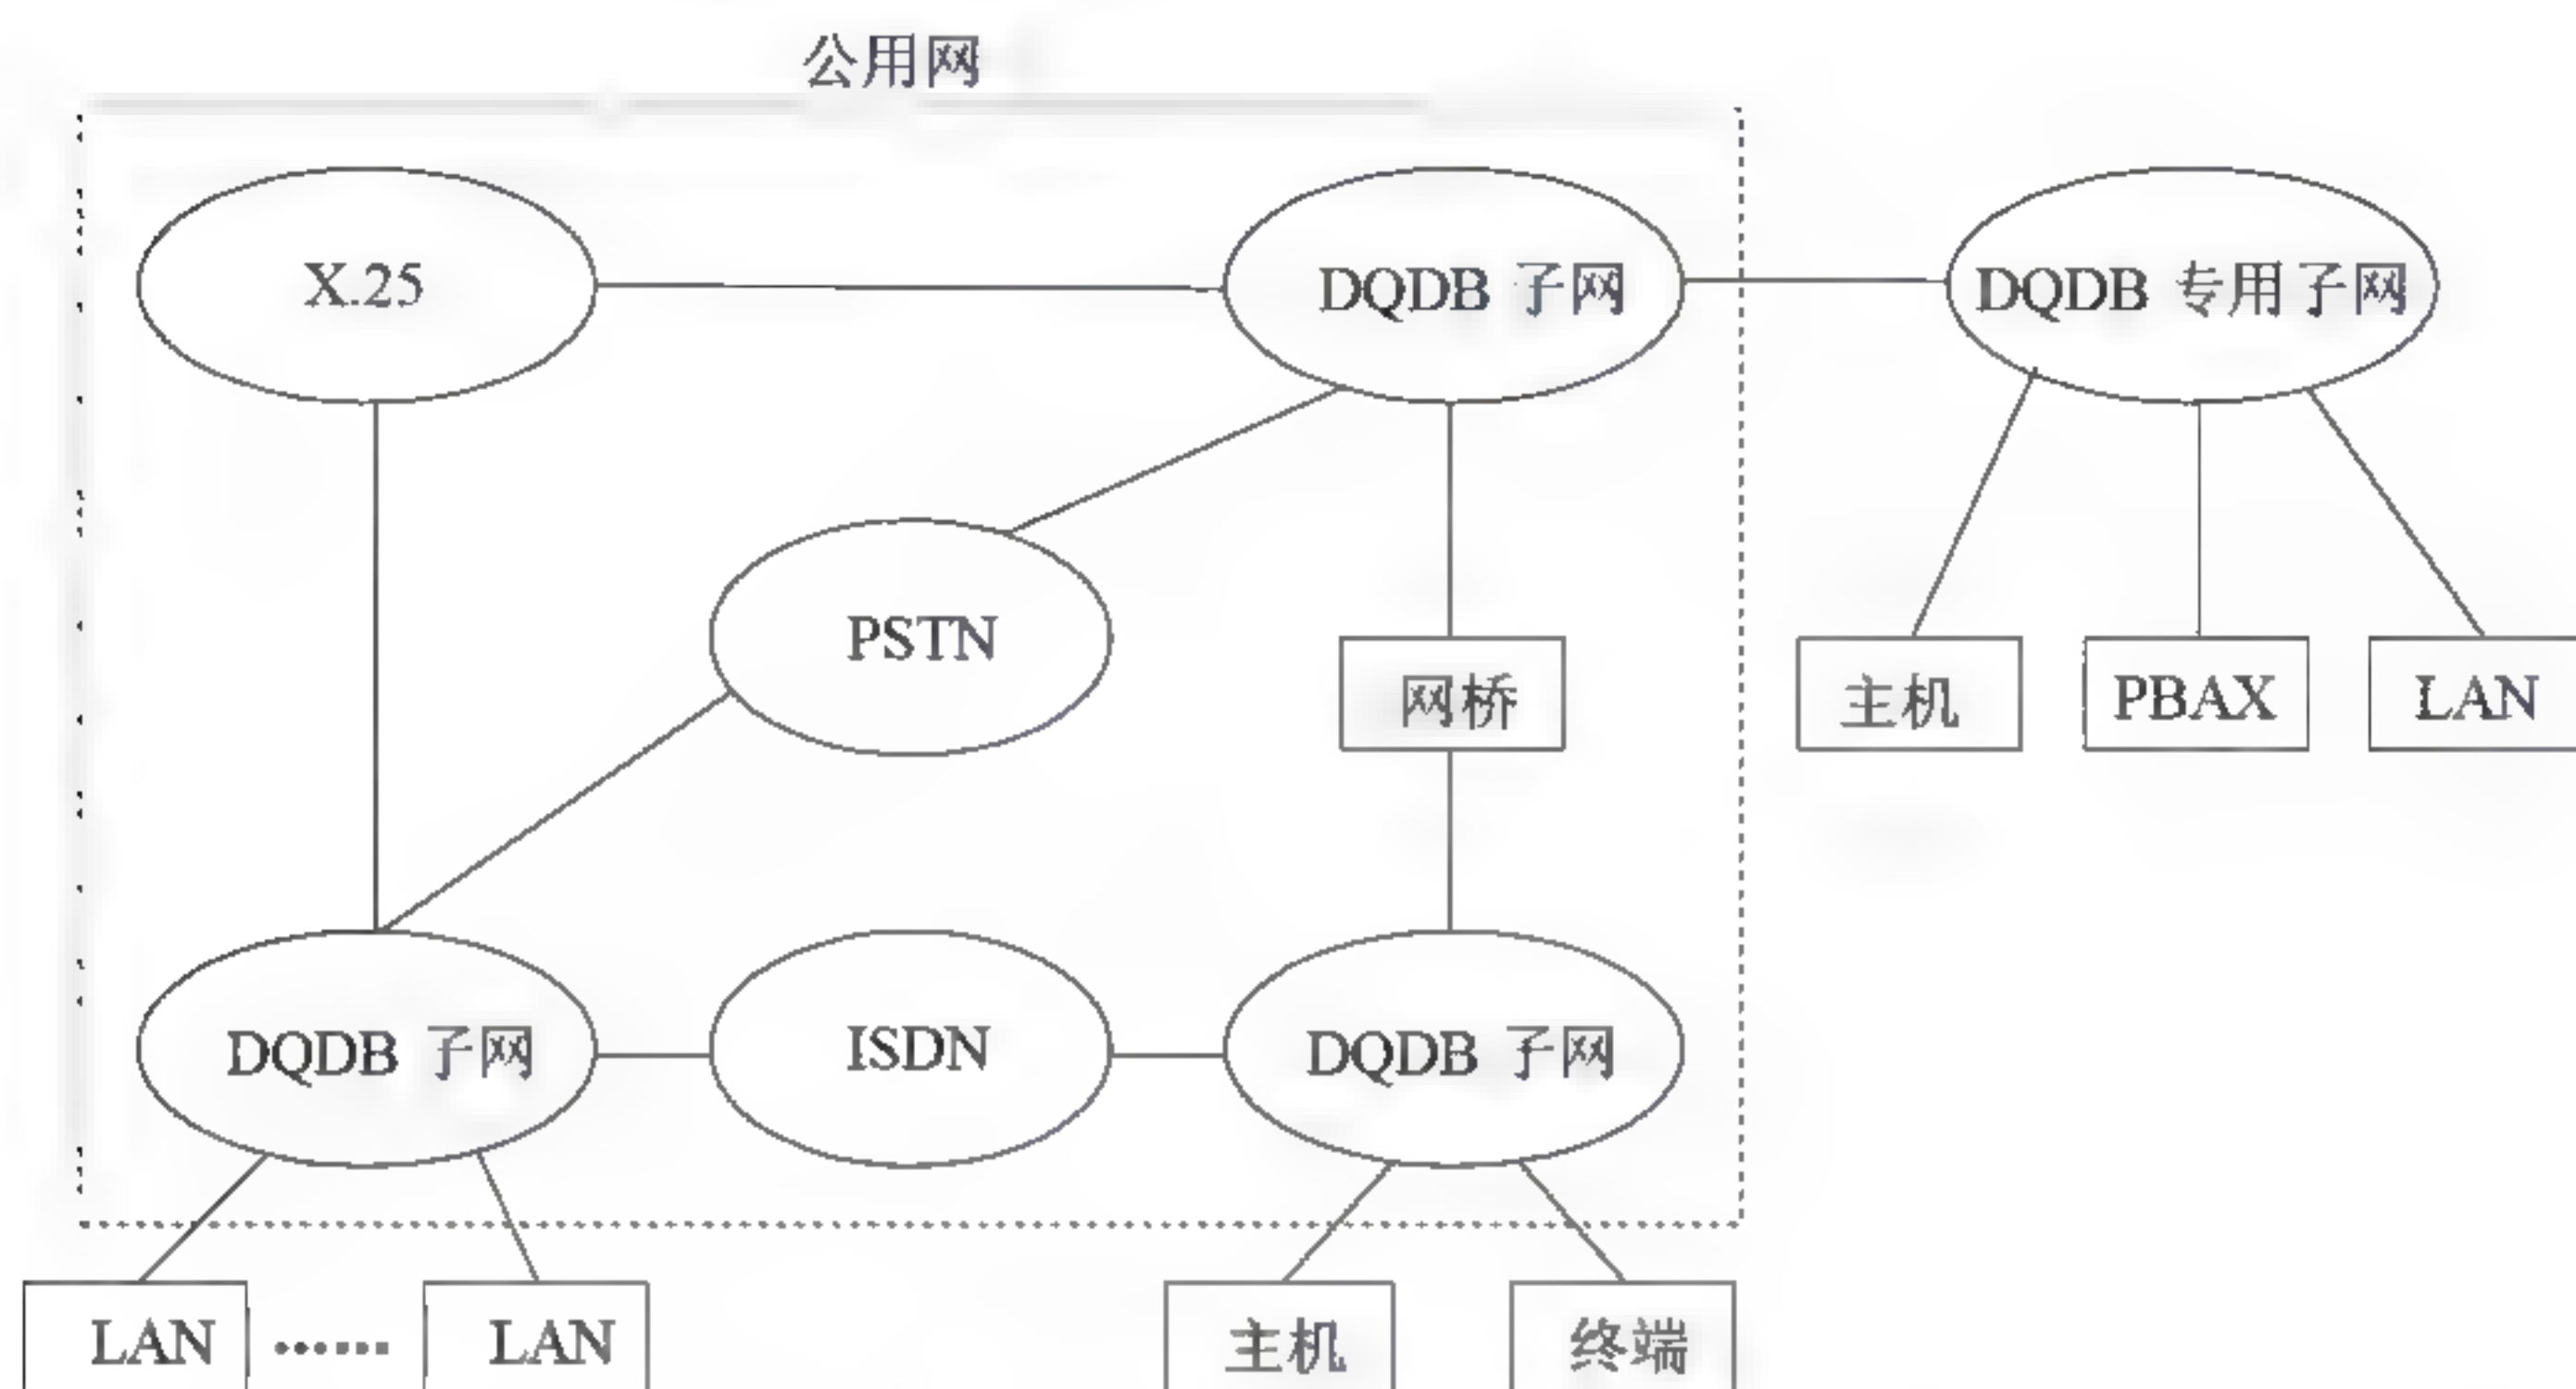 公用网
X.25
DQDB 子网
DQDB 专用子网
PSTN
网桥
主机
PBAX
LAN
DQDB 子网
ISDN
DQDB 子网
LAN
......
LAN
主机
终端